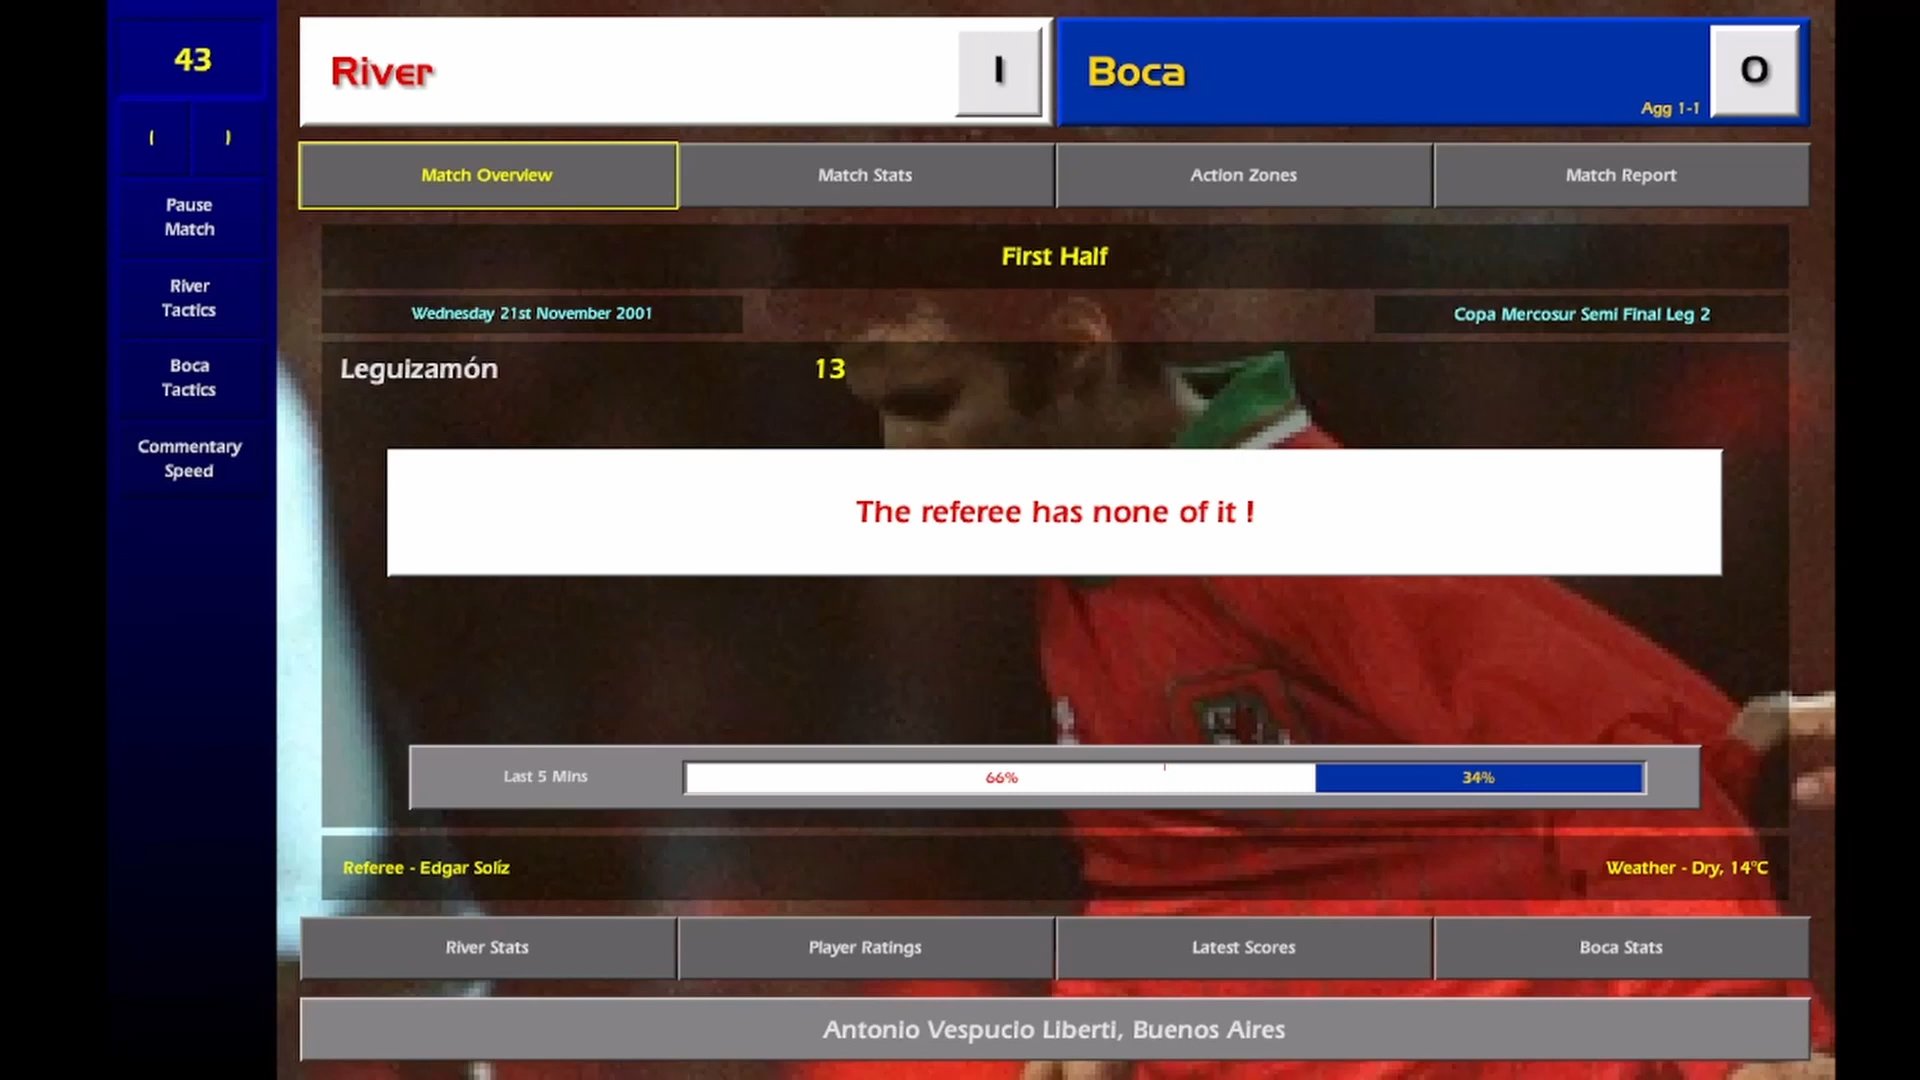 43
River
1
Boca
Agg 1-1
0
( )
Match Overview
Match Stats
Action Zones
Match Report
Pause
Match
River
Tactics
Boca
Tactics
Commentary
Speed
First Half
Wednesday 21st November 2001
Copa Mercosur Semi Final Leg 2
Leguizamón 13
The referee has none of it !
Last 5 Mins
66%
34%
Referee - Edgar Solíz
Weather - Dry, 14°C
River Stats
Player Ratings
Latest Scores
Boca Stats
Antonio Vespucio Liberti, Buenos Aires